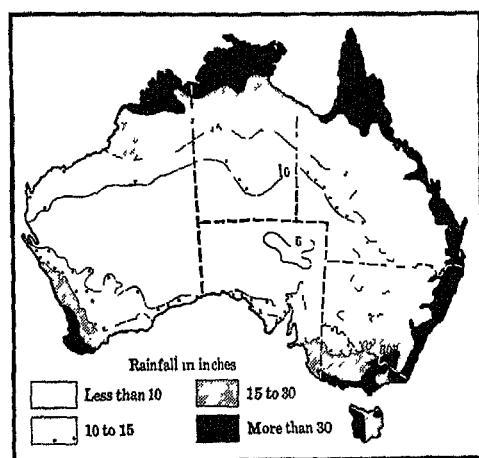 10
5
Rainfall in inches
Less than 10
15 to 30
10 to 15
More than 30